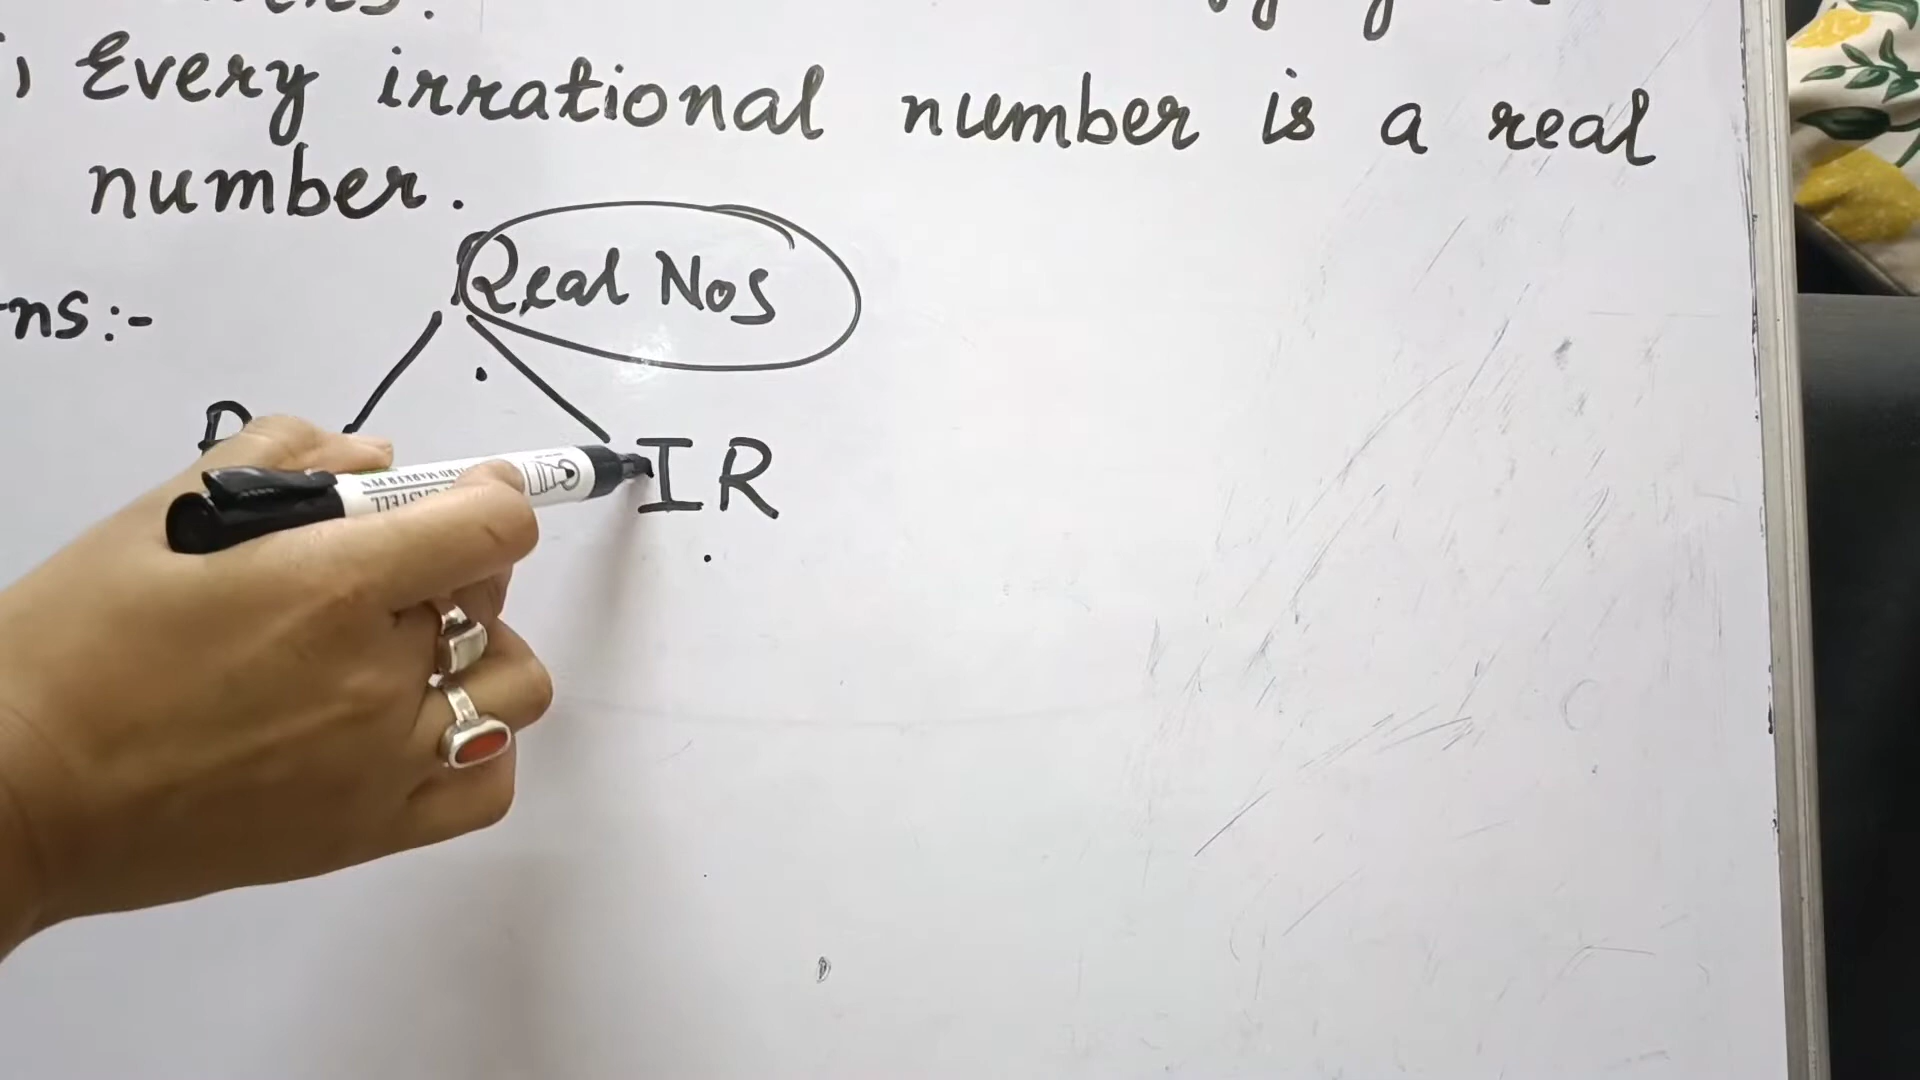 Every irrational number is a real
number.
Real Nos
ns:-
R
IR